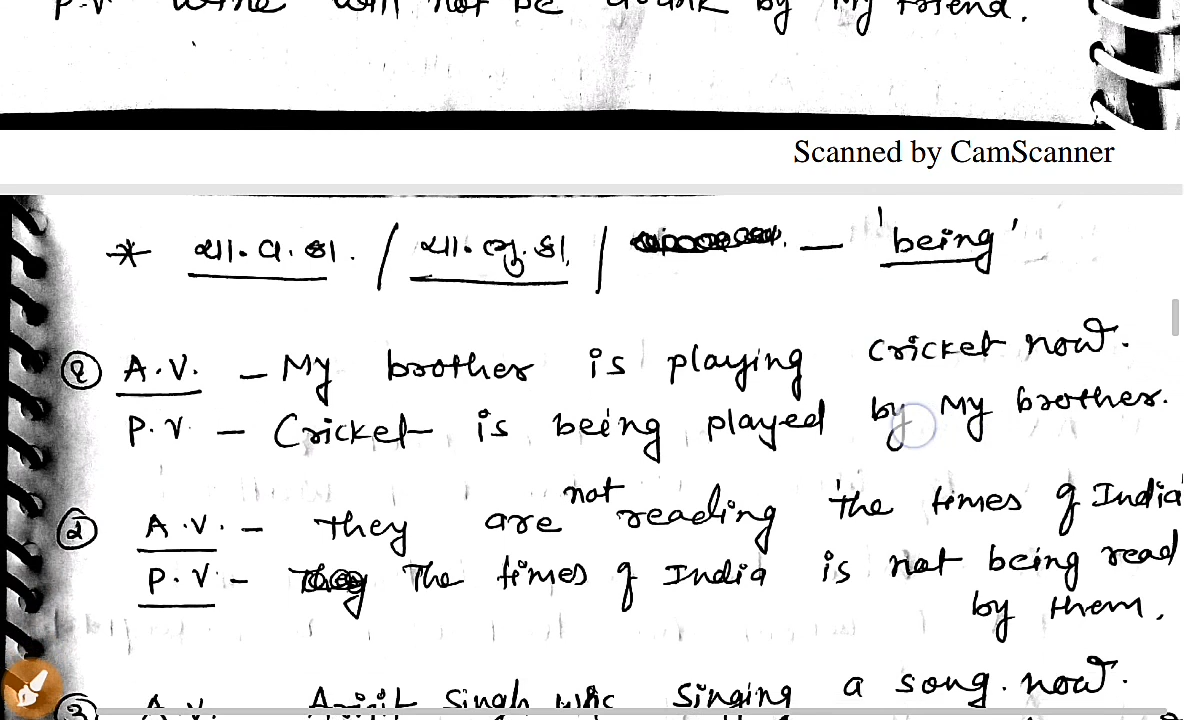 P.V wine will not be drunk by My friend.
Scanned by CamScanner
* ચા.વ.કા. / ચા.ભુ.કા. / — 'being'
① A.V. – My brother is playing cricket now.
P.V. – Cricket is being played by My brother.
② A.V. – They are not reading 'the times of India'
P.V. – The times of India is not being read
by them.
③ A.V. Arijit Singh was singing a song now.